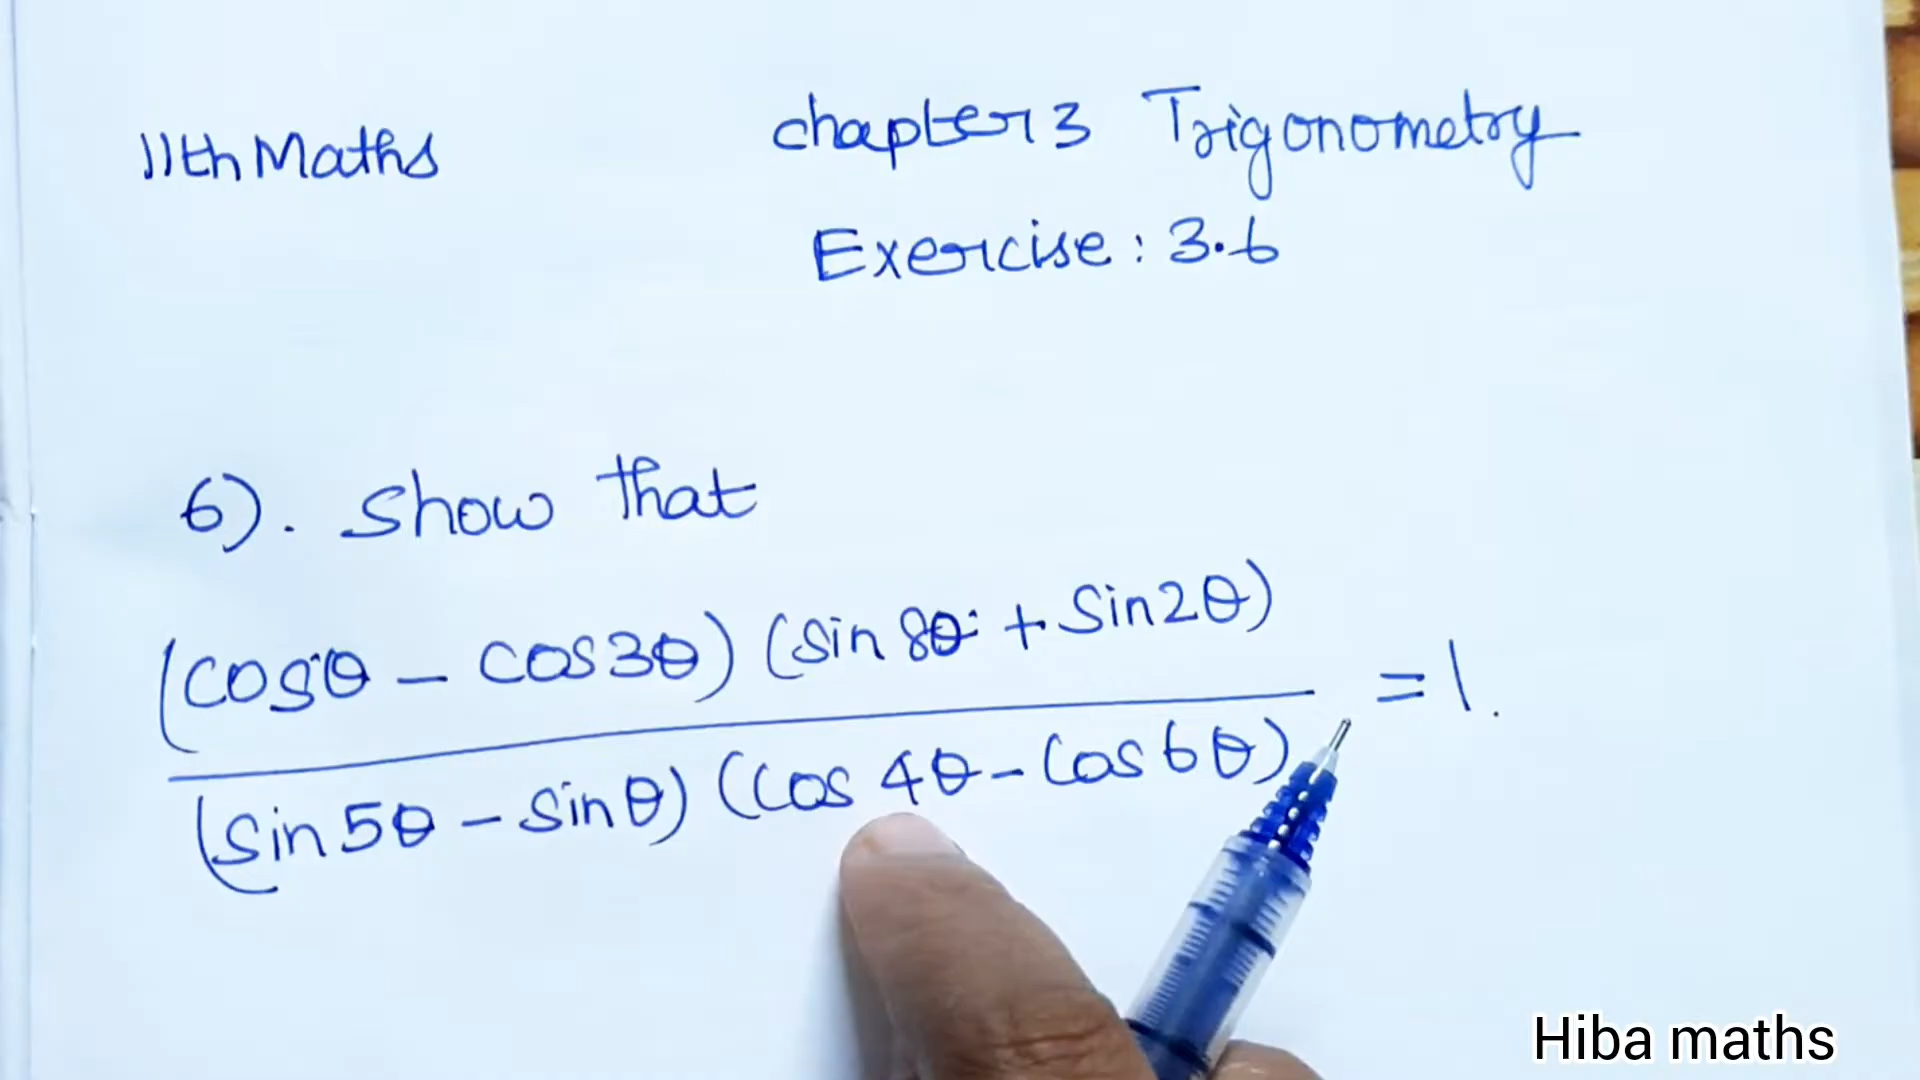 11th Maths
chapter 3 Trigonometry
Exercise : 3.6
6). Show that
(cosθ - cos3θ) (sin 8θ + sin2θ)
= 1.
(sin 5θ - sinθ) (cos 4θ - cos 6θ)
Hiba maths